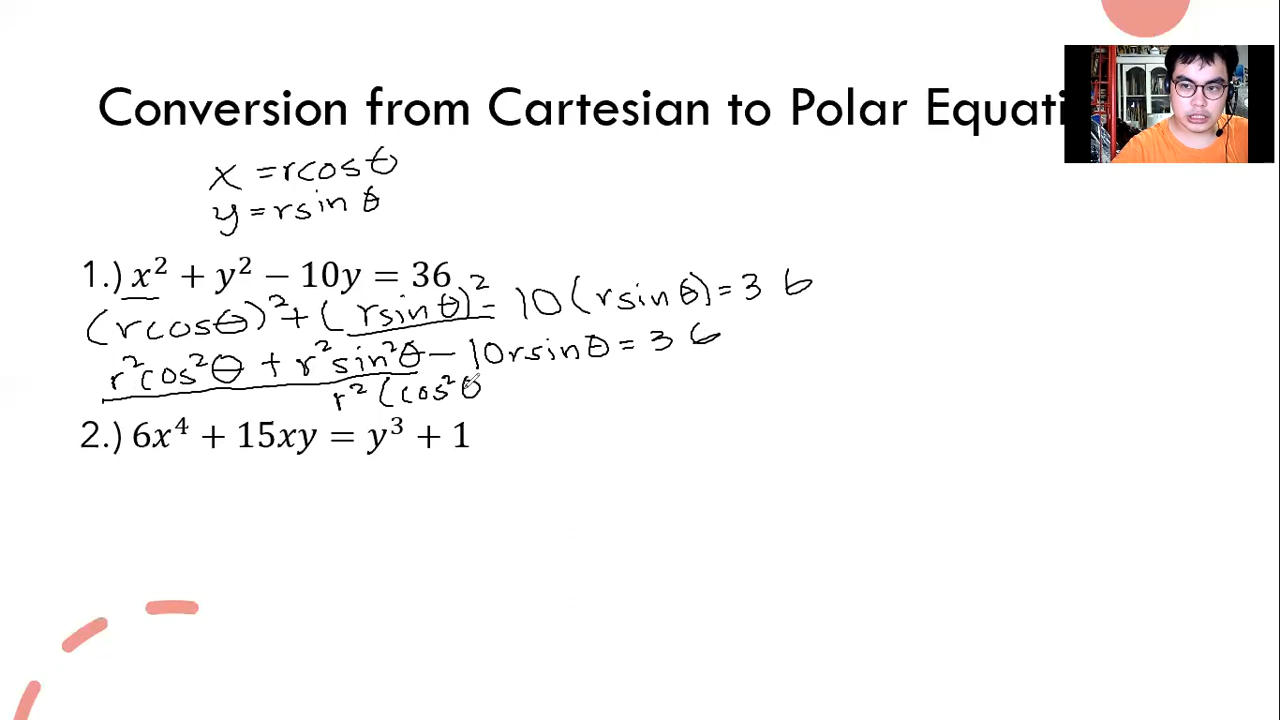 Conversion from Cartesian to Polar Equati
x = rcosθ
y = rsin θ
1.) x² + y² − 10y = 36
(rcosθ)² + (rsinθ)² = 10(rsinθ) = 36
r²cos²θ + r²sin²θ − 10rsinθ = 36
r²(cos²θ
2.) 6x⁴ + 15xy = y³ + 1